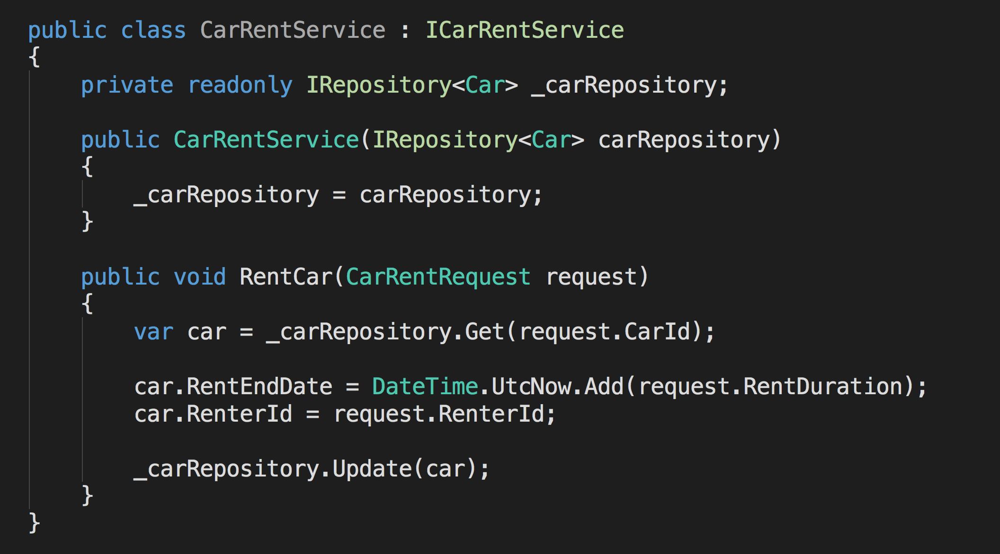 public class CarRentService : ICarRentService
{
    private readonly IRepository<Car> _carRepository;

    public CarRentService(IRepository<Car> carRepository)
    {
        _carRepository = carRepository;
    }

    public void RentCar(CarRentRequest request)
    {
        var car = _carRepository.Get(request.CarId);

        car.RentEndDate = DateTime.UtcNow.Add(request.RentDuration);
        car.RenterId = request.RenterId;

        _carRepository.Update(car);
    }
}